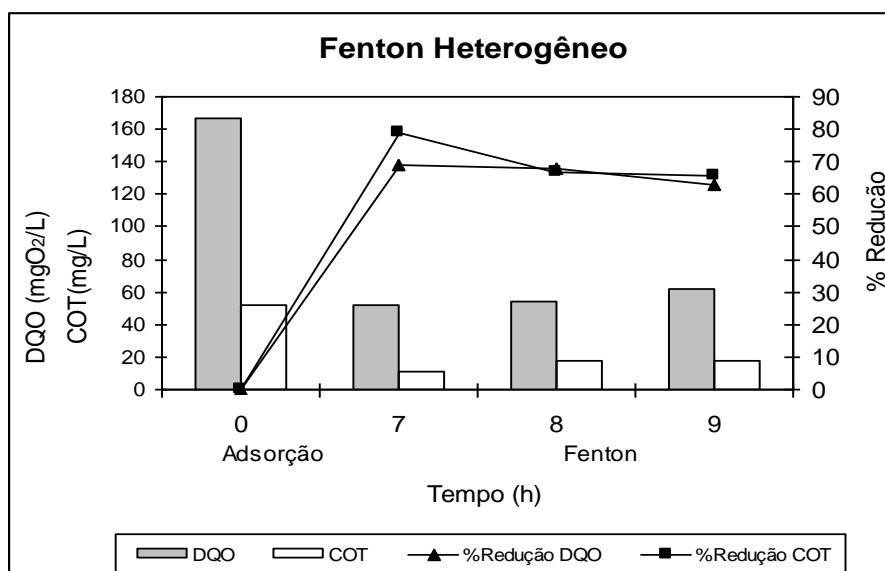 Fenton Heterogêneo
DQO (mgO2/L)
COT(mg/L)
180
160
140
120
100
80
60
40
20
0
90
80
70
60
50
40
30
20
10
0
% Redução
0 7 8 9
Adsorção Fenton
Tempo (h)
DQO COT %Redução DQO %Redução COT